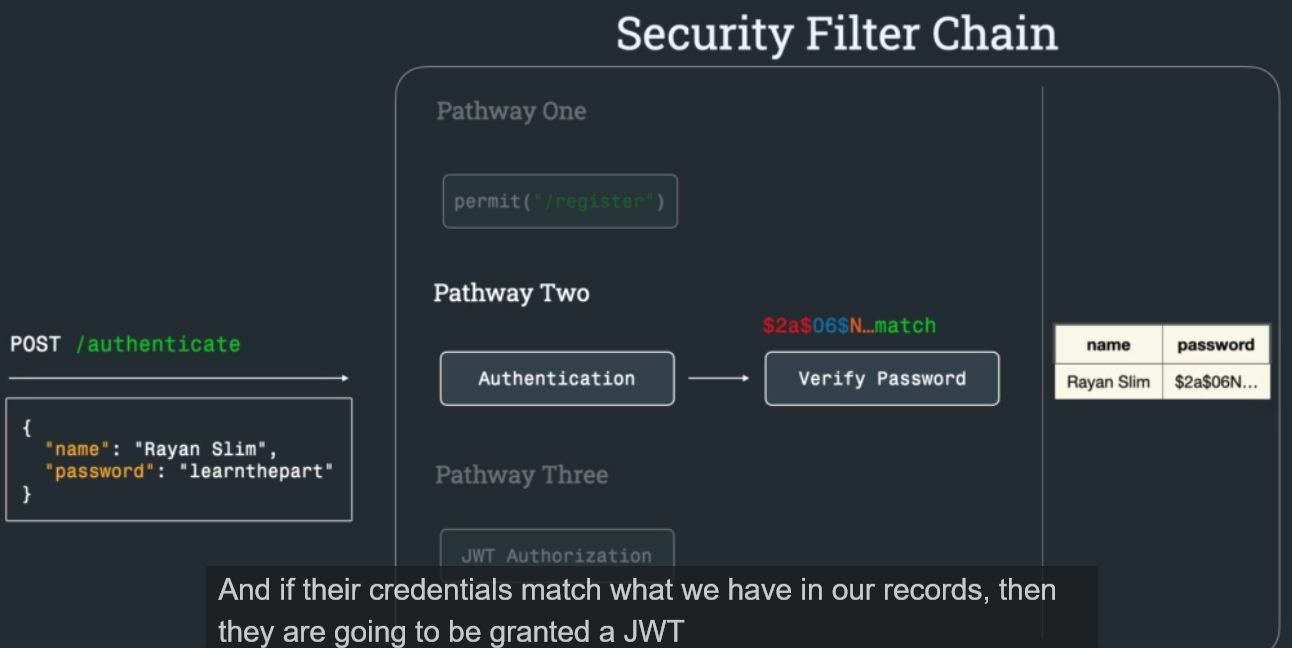 Security Filter Chain
Pathway One
permit("/register")
Pathway Two
$2a$06$N…match
POST /authenticate
Authentication
Verify Password
name password
Rayan Slim $2a$06N...
{
"name": "Rayan Slim",
"password": "learnthepart"
}
Pathway Three
JWT Authorization
And if their credentials match what we have in our records, then
they are going to be granted a JWT